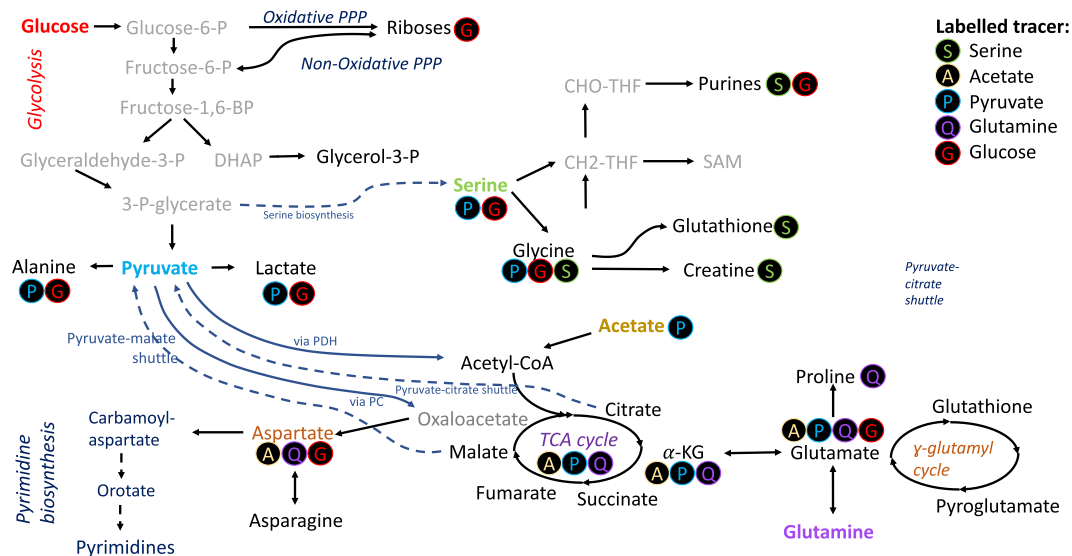 Glucose
Glucose-6-P
Oxidative PPP
Riboses G
Non-Oxidative PPP
Fructose-6-P
Fructose-1,6-BP
Glycolysis
Glyceraldehyde-3-P
DHAP
Glycerol-3-P
3-P-glycerate
Serine biosynthesis
Serine
P G
CHO-THF
Purines S G
CH2-THF
SAM
Glycine
P G S
Glutathione S
Creatine S
Labelled tracer:
S Serine
A Acetate
P Pyruvate
Q Glutamine
G Glucose
Alanine
P G
Pyruvate
Lactate
P G
Pyruvate-
citrate
shuttle
Pyruvate-malate
shuttle
via PDH
Acetate P
Acetyl-CoA
Pyruvate-citrate shuttle
via PC
Oxaloacetate
Citrate
Malate
TCA cycle
A P Q
Fumarate
Succinate
α-KG
A P Q
Proline Q
A P Q G
Glutamate
Glutamine
Glutathione
γ-glutamyl
cycle
Pyroglutamate
Aspartate
A Q G
Asparagine
Carbamoyl-
aspartate
Orotate
Pyrimidines
Pyrimidine
biosynthesis